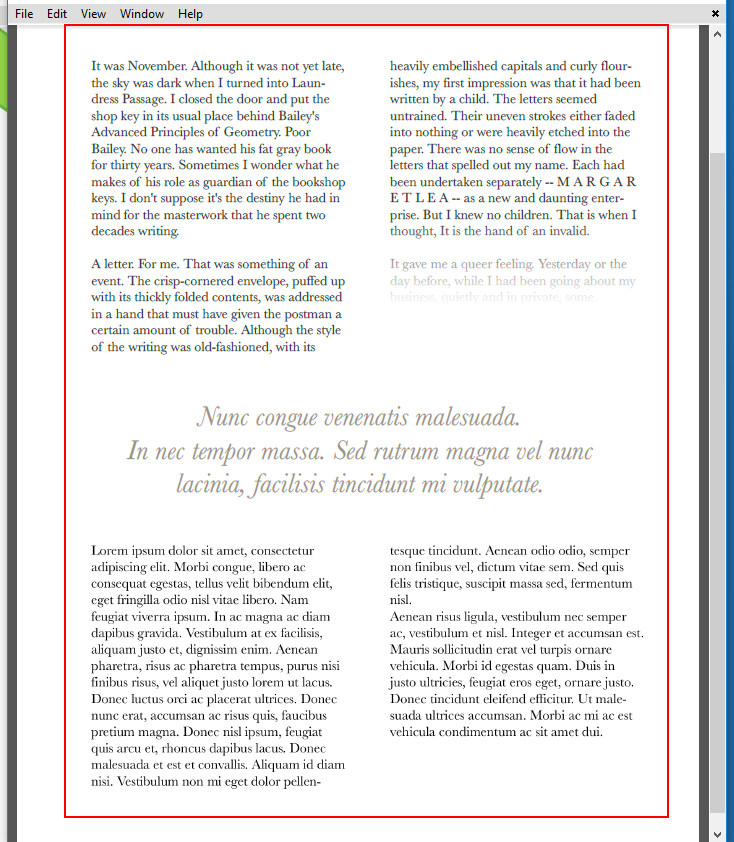 File Edit View Window Help
It was November. Although it was not yet late,
the sky was dark when I turned into Laun-
dress Passage. I closed the door and put the
shop key in its usual place behind Bailey's
Advanced Principles of Geometry. Poor
Bailey. No one has wanted his fat gray book
for thirty years. Sometimes I wonder what he
makes of his role as guardian of the bookshop
keys. I don't suppose it's the destiny he had in
mind for the masterwork that he spent two
decades writing.
A letter. For me. That was something of an
event. The crisp-cornered envelope, puffed up
with its thickly folded contents, was addressed
in a hand that must have given the postman a
certain amount of trouble. Although the style
of the writing was old-fashioned, with its
heavily embellished capitals and curly flour-
ishes, my first impression was that it had been
written by a child. The letters seemed
untrained. Their uneven strokes either faded
into nothing or were heavily etched into the
paper. There was no sense of flow in the
letters that spelled out my name. Each had
been undertaken separately -- M A R G A R
E T L E A -- as a new and daunting enter-
prise. But I knew no children. That is when I
thought, It is the hand of an invalid.
It gave me a queer feeling. Yesterday or the
day before, while I had been going about my
business, quietly and in private, some
Nunc congue venenatis malesuada.
In nec tempor massa. Sed rutrum magna vel nunc
lacinia, facilisis tincidunt mi vulputate.
Lorem ipsum dolor sit amet, consectetur
adipiscing elit. Morbi congue, libero ac
consequat egestas, tellus velit bibendum elit,
eget fringilla odio nisl vitae libero. Nam
feugiat viverra ipsum. In ac magna ac diam
dapibus gravida. Vestibulum at ex facilisis,
aliquam justo et, dignissim enim. Aenean
pharetra, risus ac pharetra tempus, purus nisi
finibus risus, vel aliquet justo lorem ut lacus.
Donec luctus orci ac placerat ultrices. Donec
nunc erat, accumsan ac risus quis, faucibus
pretium magna. Donec nisl ipsum, feugiat
quis arcu et, rhoncus dapibus lacus. Donec
malesuada et est et convallis. Aliquam id diam
nisi. Vestibulum non mi eget dolor pellen-
tesque tincidunt. Aenean odio odio, semper
non finibus vel, dictum vitae sem. Sed quis
felis tristique, suscipit massa sed, fermentum
nisl.
Aenean risus ligula, vestibulum nec semper
ac, vestibulum et nisl. Integer et accumsan est.
Mauris sollicitudin erat vel turpis ornare
vehicula. Morbi id egestas quam. Duis in
justo ultricies, feugiat eros eget, ornare justo.
Donec tincidunt eleifend efficitur. Ut male-
suada ultrices accumsan. Morbi ac mi ac est
vehicula condimentum ac sit amet dui.